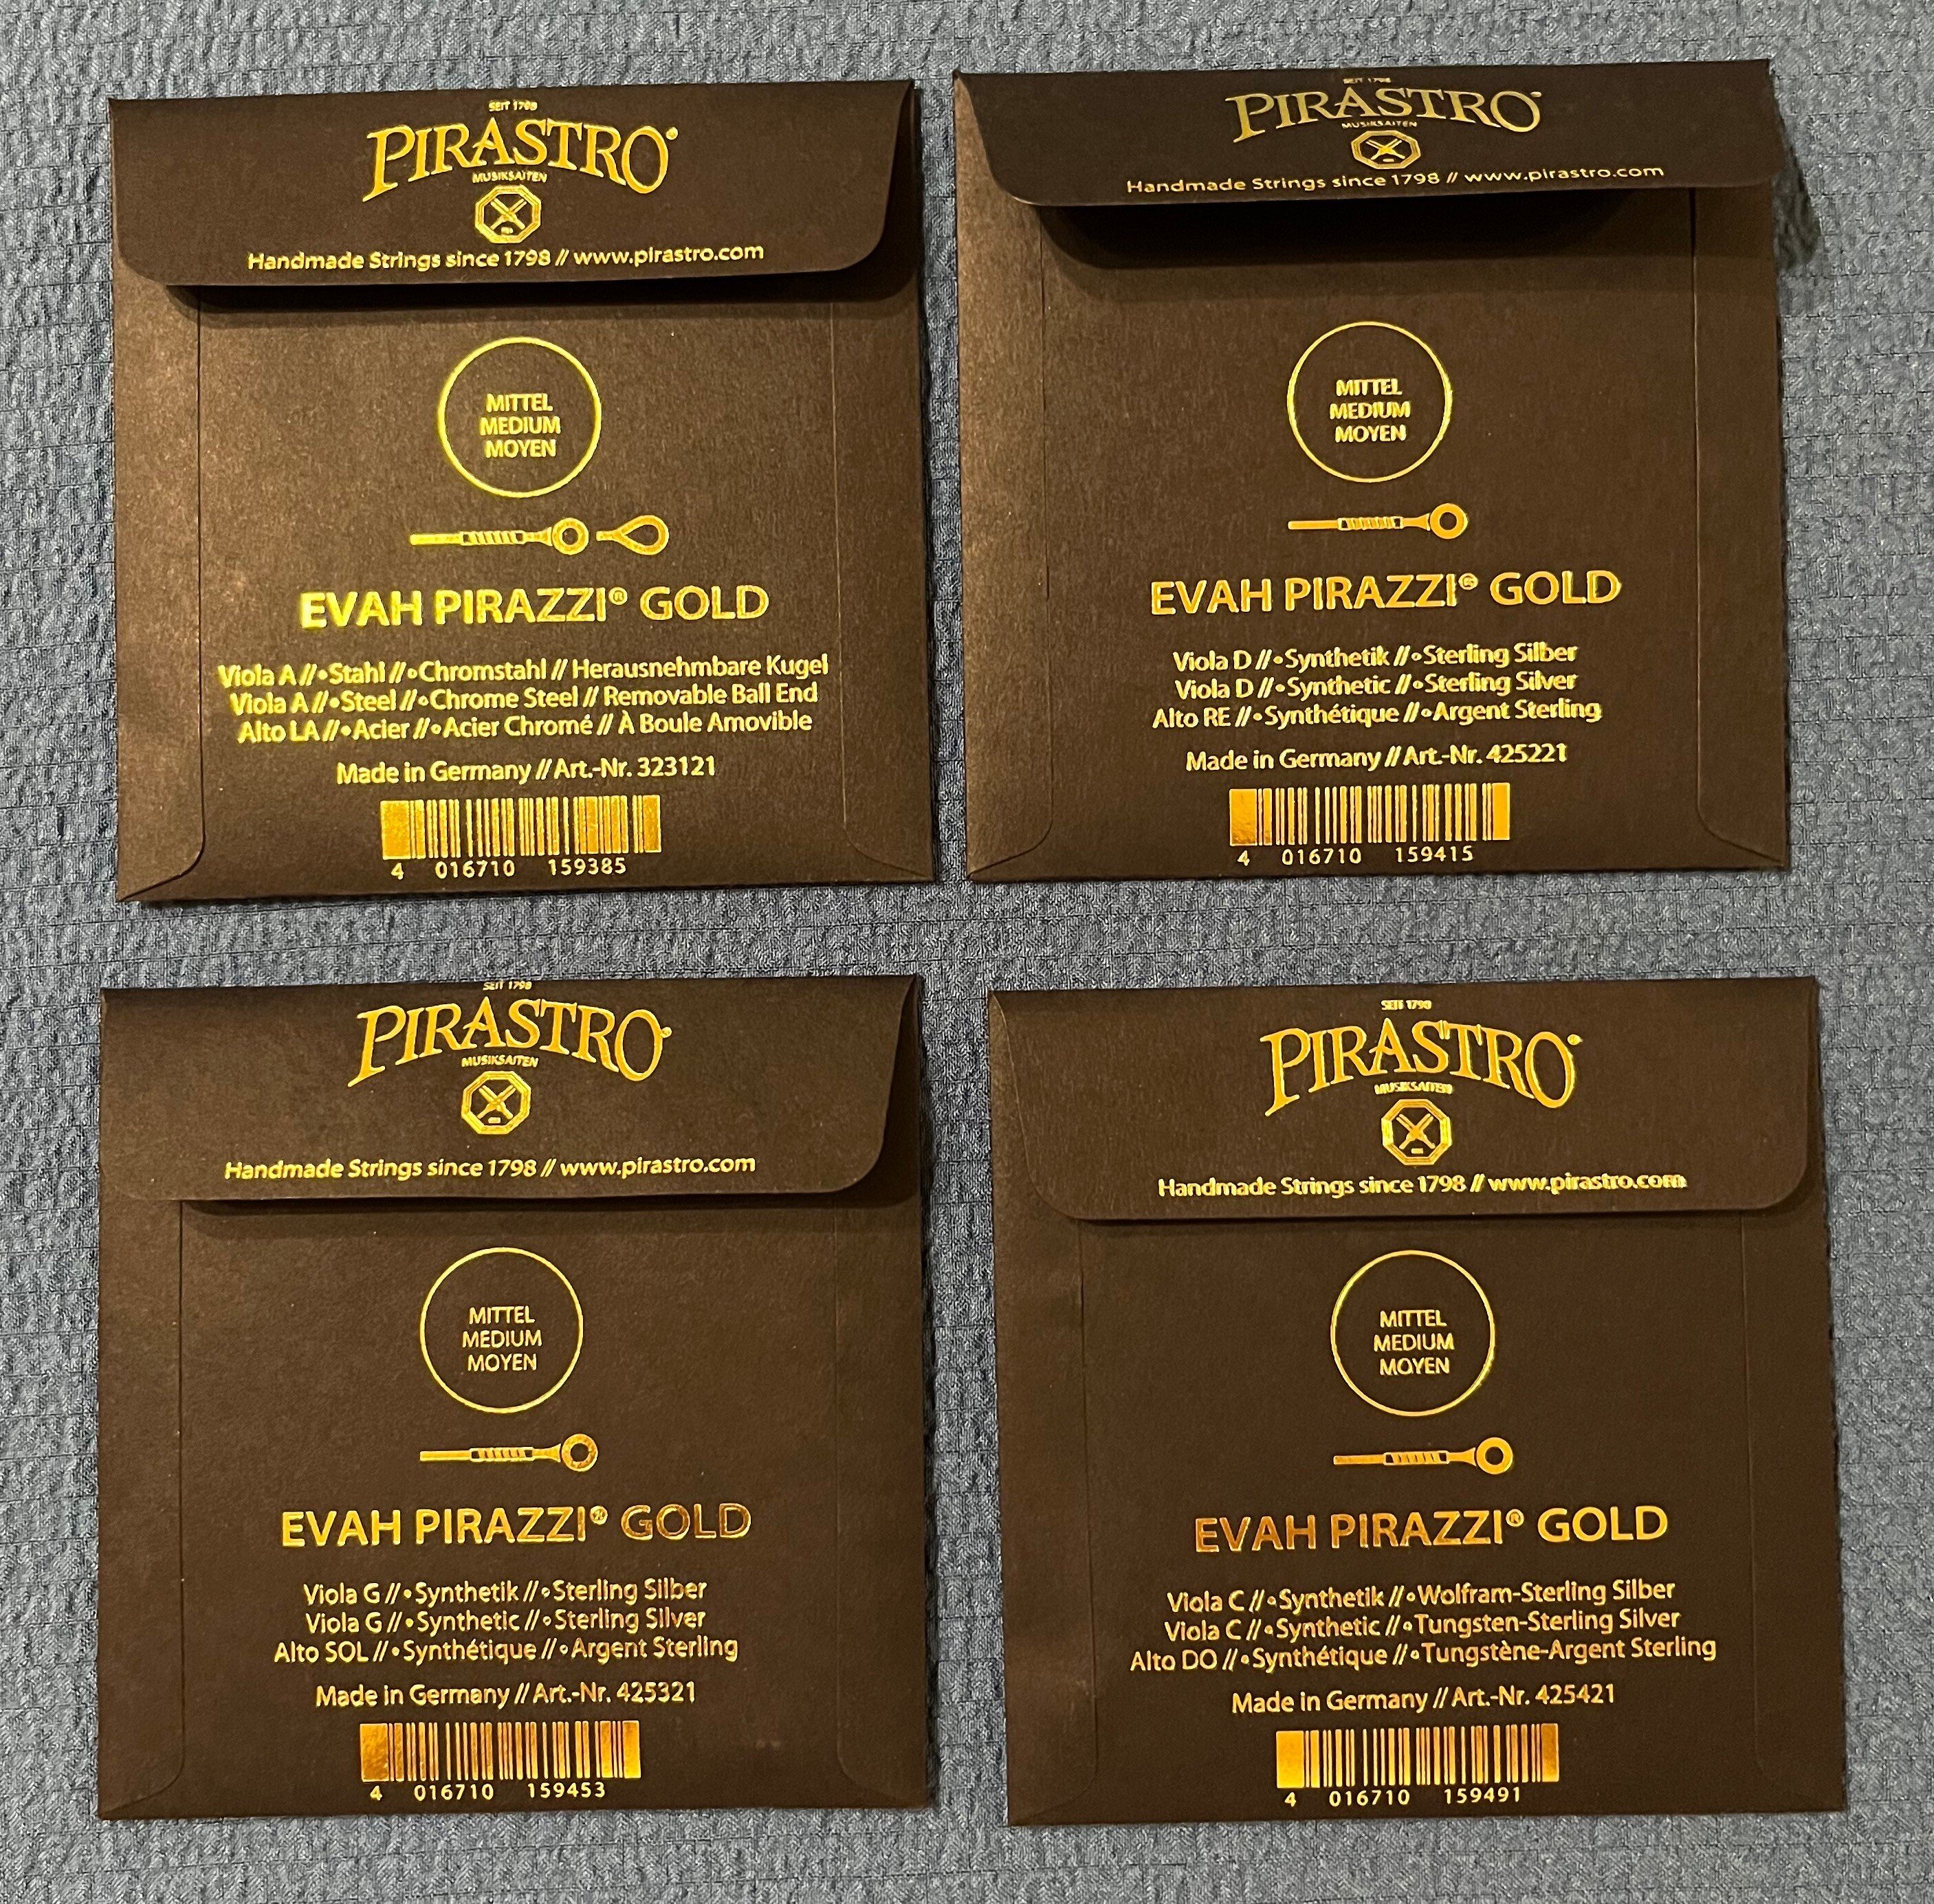 SEIT 1798
PIRASTRO®
MUSIKSAITEN
Handmade Strings since 1798 // www.pirastro.com
MITTEL
MEDIUM
MOYEN
EVAH PIRAZZI® GOLD
Viola A //•Stahl //∘Chromstahl // Herausnehmbare Kugel
Viola A //•Steel //∘Chrome Steel // Removable Ball End
Alto LA //•Acier //∘Acier Chromé // À Boule Amovible
Made in Germany // Art.-Nr. 323121
4 016710 159385
SEIT 1798
PIRASTRO®
MUSIKSAITEN
Handmade Strings since 1798 // www.pirastro.com
MITTEL
MEDIUM
MOYEN
EVAH PIRAZZI® GOLD
Viola D //•Synthetik //∘Sterling Silber
Viola D //•Synthetic //∘Sterling Silver
Alto RE //•Synthétique //∘Argent Sterling
Made in Germany // Art.-Nr. 425221
4 016710 159415
SEIT 1798
PIRASTRO®
MUSIKSAITEN
Handmade Strings since 1798 // www.pirastro.com
MITTEL
MEDIUM
MOYEN
EVAH PIRAZZI® GOLD
Viola G //•Synthetik //∘Sterling Silber
Viola G //•Synthetic //∘Sterling Silver
Alto SOL //•Synthétique //∘Argent Sterling
Made in Germany // Art.-Nr. 425321
4 016710 159453
SEIT 1798
PIRASTRO®
MUSIKSAITEN
Handmade Strings since 1798 // www.pirastro.com
MITTEL
MEDIUM
MOYEN
EVAH PIRAZZI® GOLD
Viola C //•Synthetik //∘Wolfram-Sterling Silber
Viola C //•Synthetic //∘Tungsten-Sterling Silver
Alto DO //•Synthétique //∘Tungstène-Argent Sterling
Made in Germany // Art.-Nr. 425421
4 016710 159491